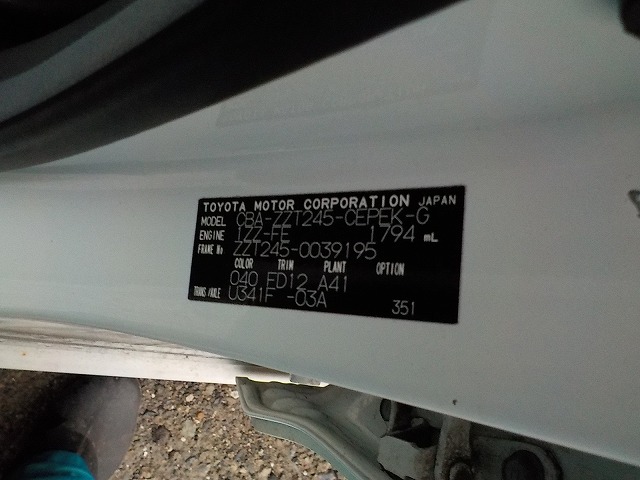 TOYOTA MOTOR CORPORATION JAPAN
MODEL CBA-ZZT245-CEPEK-G
ENGINE 1ZZ-FE 1794 mL
FRAME No ZZT245-0039195
COLOR TRIM PLANT OPTION
040 FD12 A41
TRANS/AXLE U341F -03A
351